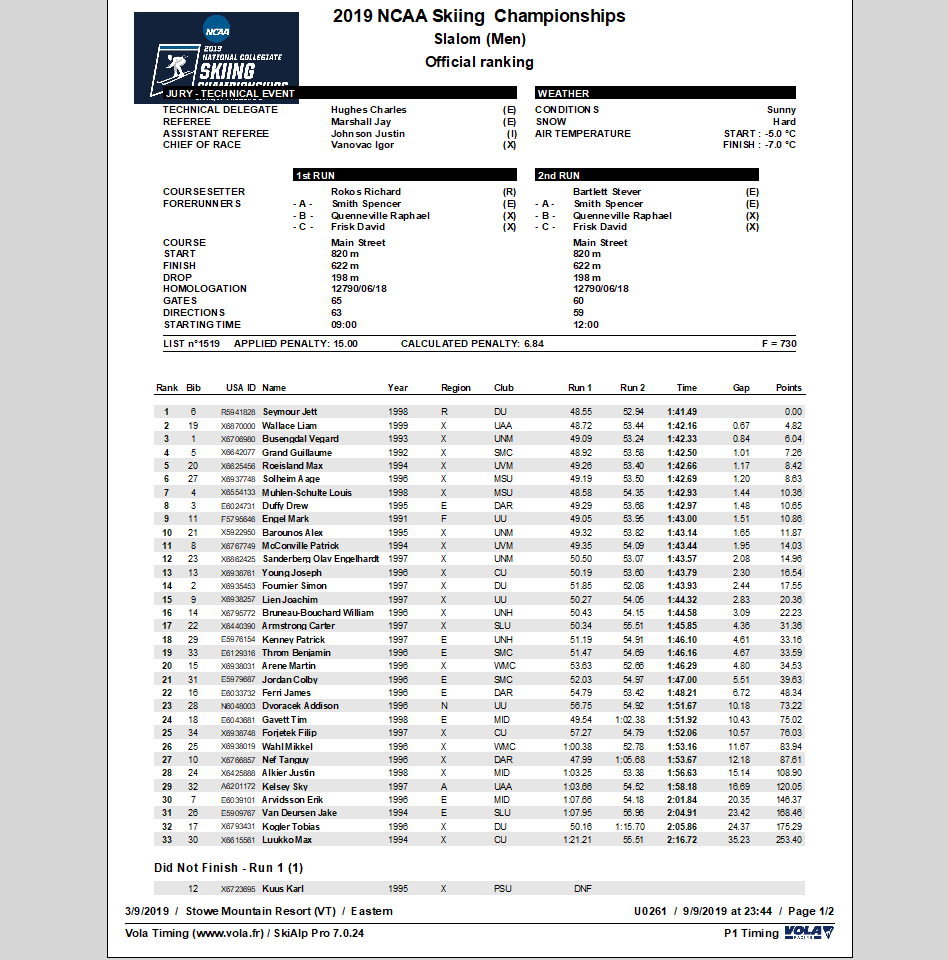 2019 NCAA Skiing Championships
Slalom (Men)
Official ranking
NCAA
2019
NATIONAL COLLEGIATE
SKIING
CHAMPIONSHIPS
JURY - TECHNICAL EVENT WEATHER
TECHNICAL DELEGATE Hughes Charles (E) CONDITIONS Sunny
REFEREE Marshall Jay (E) SNOW Hard
ASSISTANT REFEREE Johnson Justin (I) AIR TEMPERATURE START : -5.0 °C
CHIEF OF RACE Vanovac Igor (X) FINISH : -7.0 °C
1st RUN 2nd RUN
COURSESETTER Rokos Richard (R) Bartlett Stever (E)
FORERUNNERS - A - Smith Spencer (E) - A - Smith Spencer (E)
- B - Quenneville Raphael (X) - B - Quenneville Raphael (X)
- C - Frisk David (X) - C - Frisk David (X)
COURSE Main Street Main Street
START 820 m 820 m
FINISH 622 m 622 m
DROP 198 m 198 m
HOMOLOGATION 12790/06/18 12790/06/18
GATES 65 60
DIRECTIONS 63 59
STARTING TIME 09:00 12:00
LIST n°1519 APPLIED PENALTY: 15.00 CALCULATED PENALTY: 6.84 F = 730
Rank Bib USA ID Name Year Region Club Run 1 Run 2 Time Gap Points
1 6 R5941828 Seymour Jett 1998 R DU 48.55 52.94 1:41.49 0.00
2 19 X6870000 Wallace Liam 1999 X UAA 48.72 53.44 1:42.16 0.67 4.82
3 1 X6706980 Busengdal Vegard 1993 X UNM 49.09 53.24 1:42.33 0.84 6.04
4 5 X6642077 Grand Guillaume 1992 X SMC 48.92 53.58 1:42.50 1.01 7.26
5 20 X6625456 Roeisland Max 1994 X UVM 49.26 53.40 1:42.66 1.17 8.42
6 27 X6937748 Solheim Aage 1996 X MSU 49.19 53.50 1:42.69 1.20 8.63
7 4 X6554133 Muhlen-Schulte Louis 1998 X MSU 48.58 54.35 1:42.93 1.44 10.36
8 3 E6024731 Duffy Drew 1995 E DAR 49.29 53.68 1:42.97 1.48 10.65
9 11 F5795646 Engel Mark 1991 F UU 49.05 53.95 1:43.00 1.51 10.86
10 21 X5922950 Barounos Alex 1995 X UNM 49.32 53.82 1:43.14 1.65 11.87
11 8 X6767749 McConville Patrick 1994 X UVM 49.35 54.09 1:43.44 1.95 14.03
12 23 X6862425 Sanderberg Olav Engelhardt 1997 X UNM 50.50 53.07 1:43.57 2.08 14.96
13 13 X6938761 Young Joseph 1996 X CU 50.19 53.60 1:43.79 2.30 16.54
14 2 X6935453 Fournier Simon 1997 X DU 51.85 52.08 1:43.93 2.44 17.55
15 9 X6938257 Lien Joachim 1997 X UU 50.27 54.05 1:44.32 2.83 20.36
16 14 X6795772 Bruneau-Bouchard William 1996 X UNH 50.43 54.15 1:44.58 3.09 22.23
17 22 X6440390 Armstrong Carter 1997 X SLU 50.34 55.51 1:45.85 4.36 31.36
18 29 E5976154 Kenney Patrick 1997 E UNH 51.19 54.91 1:46.10 4.61 33.16
19 33 E6129316 Throm Benjamin 1996 E SMC 51.47 54.69 1:46.16 4.67 33.59
20 15 X6938031 Arene Martin 1996 X WMC 53.63 52.66 1:46.29 4.80 34.53
21 31 E5979687 Jordan Colby 1996 E SMC 52.03 54.97 1:47.00 5.51 39.63
22 16 E6033732 Ferri James 1996 E DAR 54.79 53.42 1:48.21 6.72 48.34
23 28 N6048003 Dvoracek Addison 1996 N UU 56.75 54.92 1:51.67 10.18 73.22
24 18 E6043681 Gavett Tim 1998 E MID 49.54 1:02.38 1:51.92 10.43 75.02
25 34 X6938748 Forjetek Filip 1997 X CU 57.27 54.79 1:52.06 10.57 76.03
26 25 X6938019 Wahl Mikkel 1996 X WMC 1:00.38 52.78 1:53.16 11.67 83.94
27 10 X6766857 Nef Tanguy 1996 X DAR 47.99 1:05.68 1:53.67 12.18 87.61
28 24 X6425888 Alkier Justin 1998 X MID 1:03.25 53.38 1:56.63 15.14 108.90
29 32 A6201172 Kelsey Sky 1997 A UAA 1:03.66 54.52 1:58.18 16.69 120.05
30 7 E6039101 Arvidsson Erik 1996 E MID 1:07.66 54.18 2:01.84 20.35 146.37
31 26 E5909767 Van Deursen Jake 1994 E SLU 1:07.95 56.96 2:04.91 23.42 168.46
32 17 X6793431 Kogler Tobias 1996 X DU 50.16 1:15.70 2:05.86 24.37 175.29
33 30 X6615561 Luukko Max 1994 X CU 1:21.21 55.51 2:16.72 35.23 253.40
Did Not Finish - Run 1 (1)
12 X6723695 Kuus Karl 1995 X PSU DNF
3/9/2019 / Stowe Mountain Resort (VT) / Eastern U0261 / 9/9/2019 at 23:44 / Page 1/2
Vola Timing (www.vola.fr) / SkiAlp Pro 7.0.24 P1 Timing VOLA